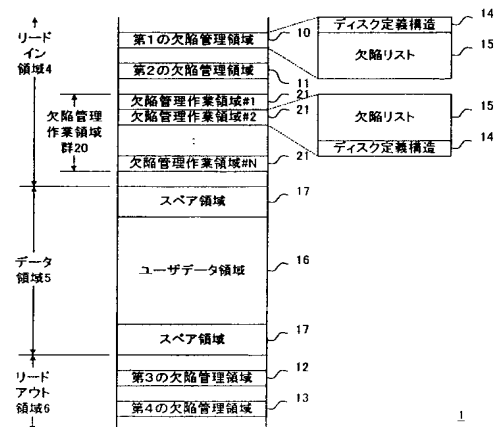 リード
イン
領域4
欠陥管理
作業領域
群20
データ
領域5
リード
アウト
領域6
第1の欠陥管理領域
10
第2の欠陥管理領域
11
欠陥管理作業領域#1
21
欠陥管理作業領域#2
21
:
欠陥管理作業領域#N
21
スペア領域
17
ユーザデータ領域
16
スペア領域
17
第3の欠陥管理領域
12
第4の欠陥管理領域
13
ディスク定義構造
14
欠陥リスト
15
欠陥リスト
15
ディスク定義構造
14
1